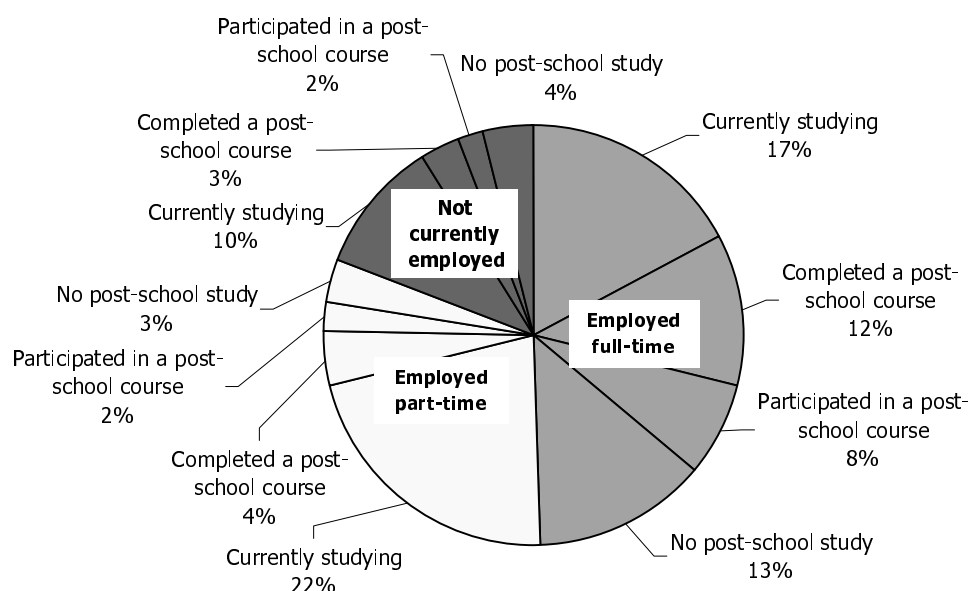 Participated in a post-
school course
2%
No post-school study
4%
Currently studying
17%
Completed a post-
school course
3%
Currently studying
10%
Not
currently
employed
No post-school study
3%
Completed a post-
school course
12%
Employed
full-time
Participated in a post-
school course
2%
Employed
part-time
Participated in a post-
school course
8%
Completed a post-
school course
4%
Currently studying
22%
No post-school study
13%